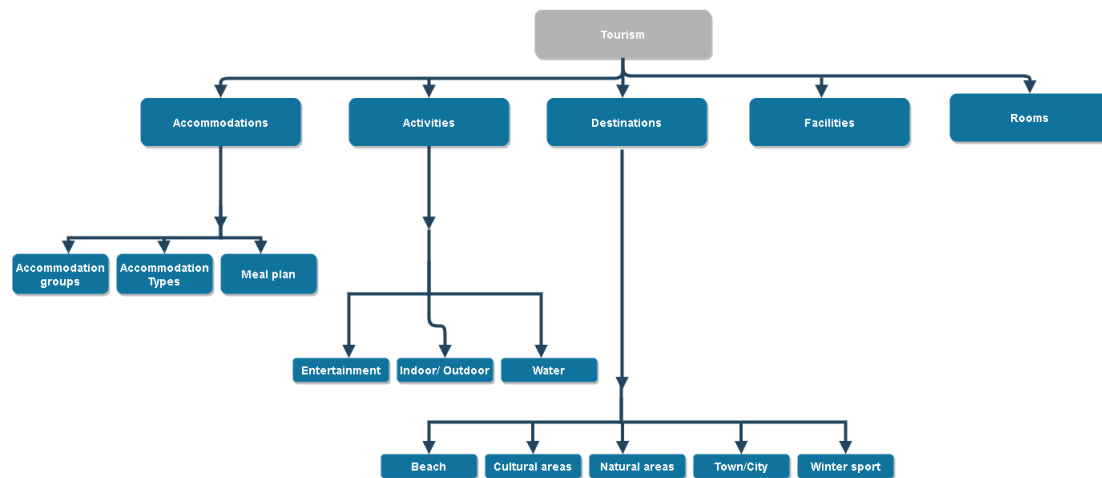 Tourism
Accommodations
Activities
Destinations
Facilities
Rooms
Accommodation
groups
Accommodation
Types
Meal plan
Entertainment
Indoor/ Outdoor
Water
Beach
Cultural areas
Natural areas
Town/City
Winter sport